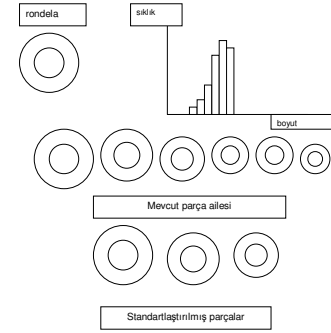 rondela
sıklık
boyut
Mevcut parça ailesi
Standartlaştırılmış parçalar